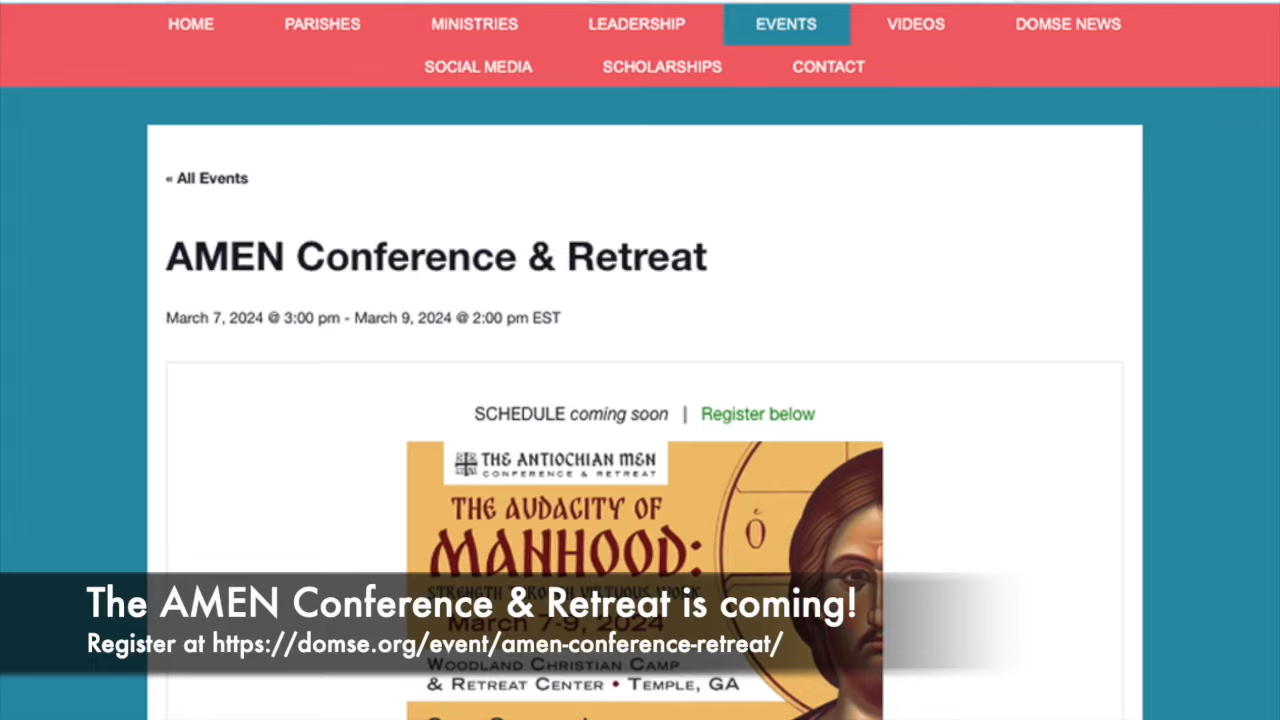 HOME PARISHES MINISTRIES LEADERSHIP EVENTS VIDEOS DOMSE NEWS
SOCIAL MEDIA SCHOLARSHIPS CONTACT
« All Events
AMEN Conference & Retreat
March 7, 2024 @ 3:00 pm - March 9, 2024 @ 2:00 pm EST
SCHEDULE coming soon | Register below
THE ANTIOCHIAN MEN
CONFERENCE & RETREAT
THE AUDACITY OF
MANHOOD:
STRENGTH THROUGH VIRTUOUS
Ὁ
The AMEN Conference & Retreat is coming!
March 7-9, 2024
Register at https://domse.org/event/amen-conference-retreat/
WOODLAND CHRISTIAN CAMP
& RETREAT CENTER • TEMPLE, GA